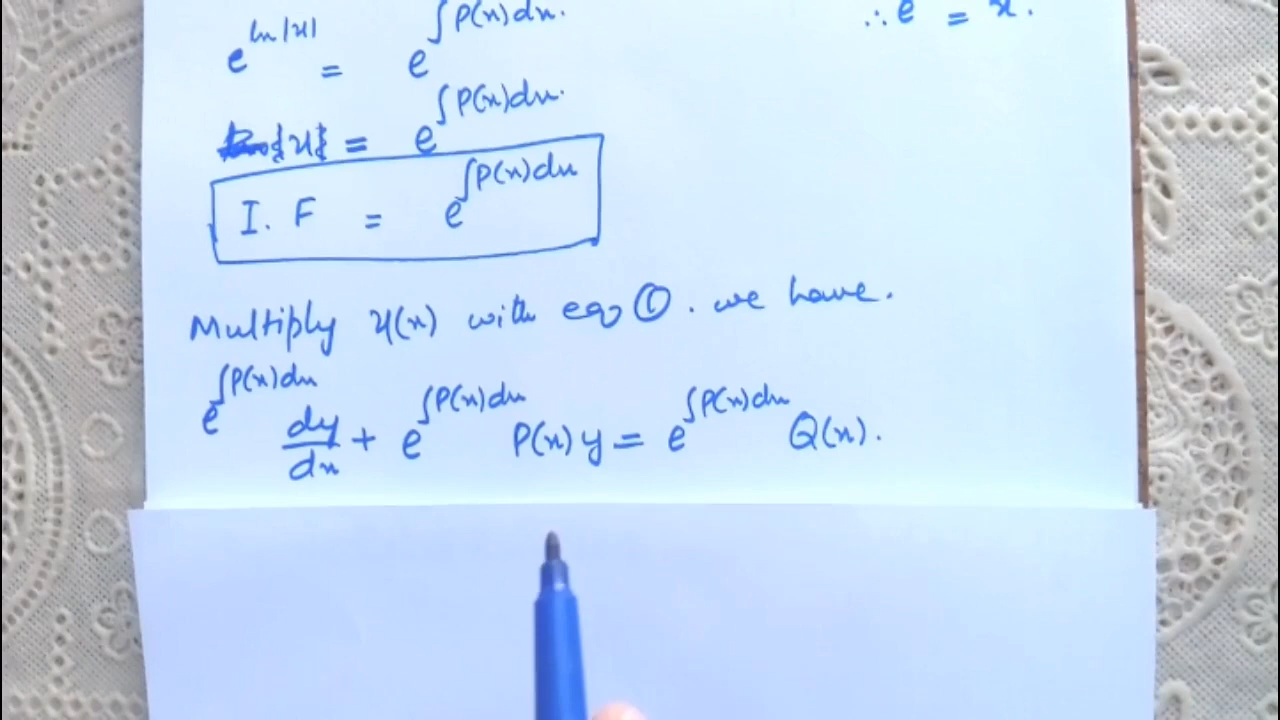 e^{ln|u|} = e^{∫P(x)dx.} ∴ e = x.
{u} = e^{∫P(x)dx.}
I. F = e^{∫P(x)dx}
Multiply u(x) with eq ①. we have.
e^{∫P(x)dx} dy/dx + e^{∫P(x)dx} P(x) y = e^{∫P(x)dx} Q(x).